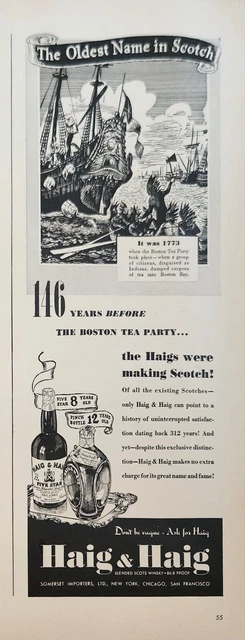 The Oldest Name in Scotch
It was 1773
when the Boston Tea Party
took place—when a group
of citizens, disguised as
Indians, dumped cargoes
of tea into Boston Bay.
146 YEARS BEFORE
THE BOSTON TEA PARTY...
the Haigs were
making Scotch!
Of all the existing Scotches—
only Haig & Haig can point to a
history of uninterrupted satisfac-
tion dating back 312 years! And
yet—despite this exclusive distinc-
tion—Haig & Haig makes no extra
charge for its great name and fame!
FIVE STAR 8 YEARS OLD
PINCH BOTTLE 12 YEARS OLD
HAIG & HAIG
FIVE STAR
Don't be vague - Ask for Haig
Haig & Haig
BLENDED SCOTS WHISKY • 86.8 PROOF
SOMERSET IMPORTERS, LTD., NEW YORK, CHICAGO, SAN FRANCISCO
55